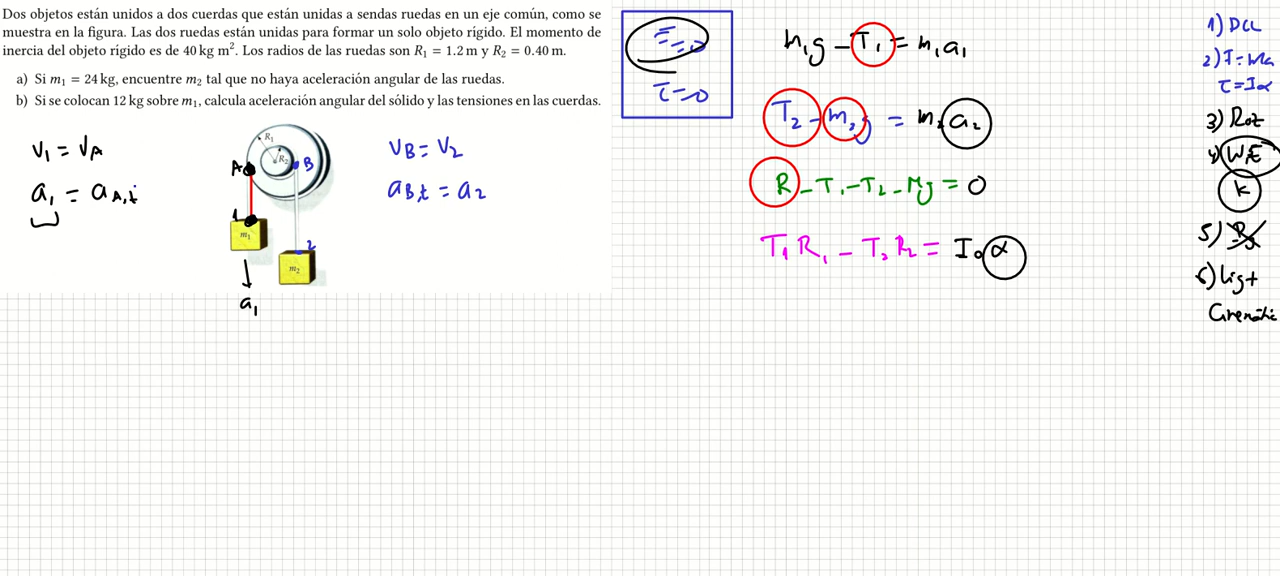 Dos objetos están unidos a dos cuerdas que están unidas a sendas ruedas en un eje común, como se
muestra en la figura. Las dos ruedas están unidas para formar un solo objeto rígido. El momento de
inercia del objeto rígido es de 40 kg m². Los radios de las ruedas son R₁ = 1.2 m y R₂ = 0.40 m.
a) Si m₁ = 24 kg, encuentre m₂ tal que no haya aceleración angular de las ruedas.
b) Si se colocan 12 kg sobre m₁, calcula aceleración angular del sólido y las tensiones en las cuerdas.
V₁ = V_A
a₁ = a_A,t
A
R₁
R₂
B
1
m₁
2
m₂
a₁
V_B = V₂
a_B,t = a₂
τ=0
m₁g - T₁ = m₁a₁
T₂ - m₂g = m₂a₂
R - T₁ - T₂ - Mg = 0
T₁R₁ - T₂R₂ = I₀α
1) DCL
2) F=Ma
τ=Iα
3) Rot
4) WE
K
5)
6) Lig+